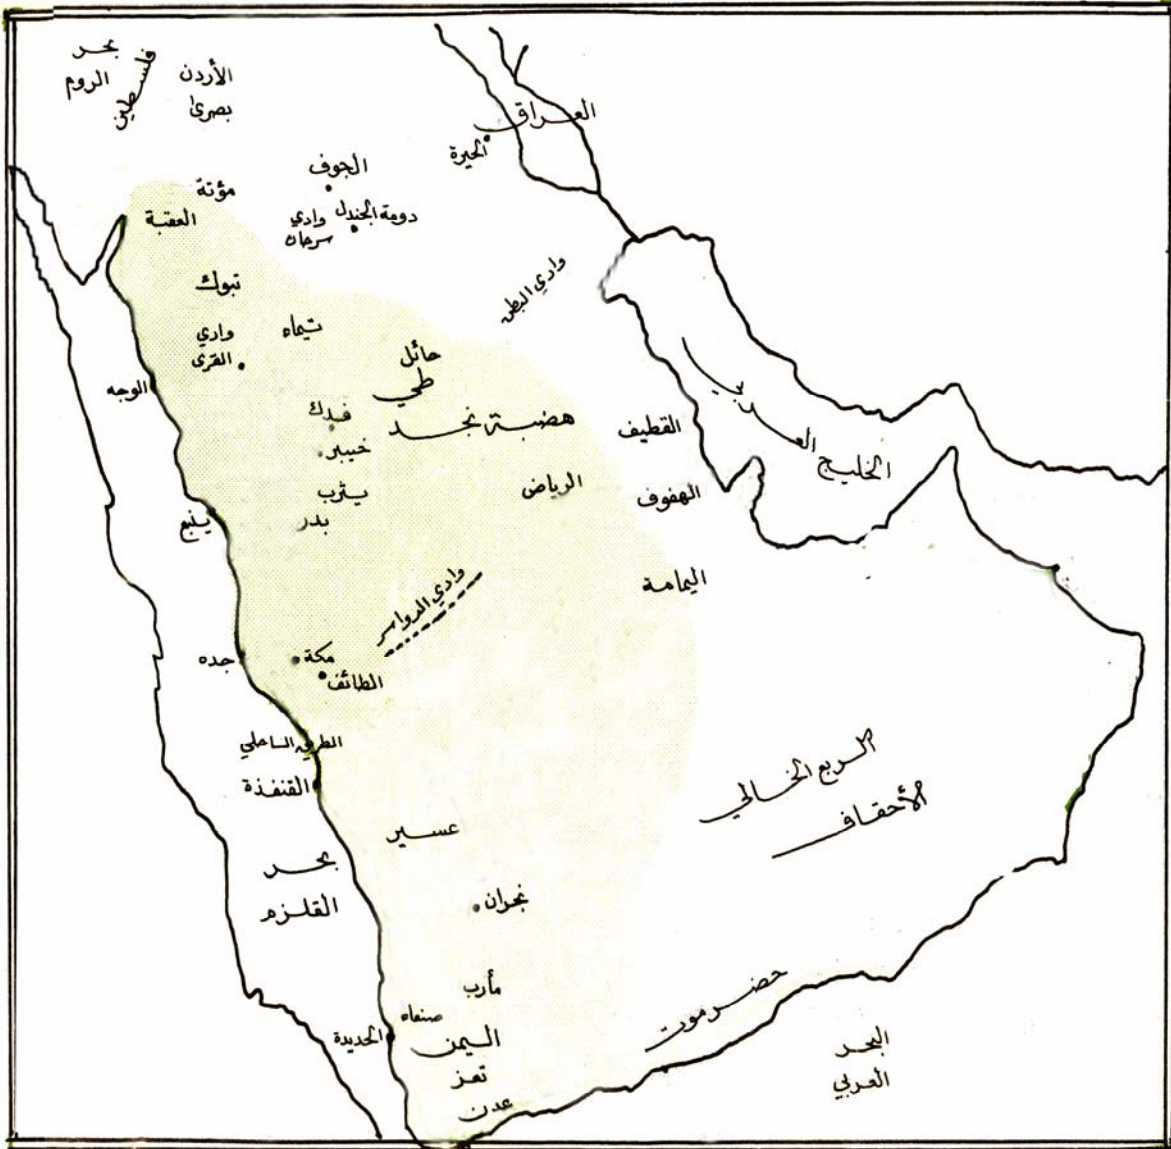 بحر
الروم
فلسطين
الأردن
بصرى
العراق
الحيرة
الجوف
دومة الجندل
وادي
سرحان
مؤتة
العقبة
تبوك
وادي البطن
تيماء
وادي
القرى
حائل
طي
الوجه
فدك
هضبة نجد
القطيف
الخليج العربي
خيبر
يثرب
الرياض
الهفوف
ينبع
بدر
وادي الدواسر
اليمامة
جده
مكة
الطائف
الطريق الساحلي
القنفذة
الربع الخالي
الأحقاف
عسير
بحر
القلزم
نجران
مأرب
حضرموت
صنعاء
الحديدة
اليمن
البحر
العربي
تعز
عدن